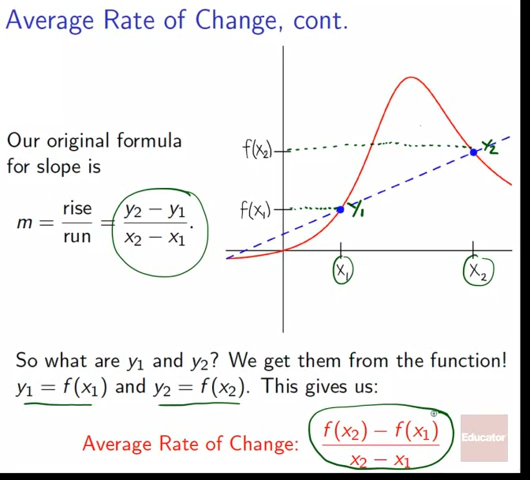 Average Rate of Change, cont.
Our original formula
for slope is
m = rise/run = (y₂ − y₁)/(x₂ − x₁).
f(x₂)
y₂
f(x₁)
y₁
x₁
x₂
So what are y₁ and y₂? We get them from the function!
y₁ = f(x₁) and y₂ = f(x₂). This gives us:
Average Rate of Change: (f(x₂) − f(x₁))/(x₂ − x₁)
Educator